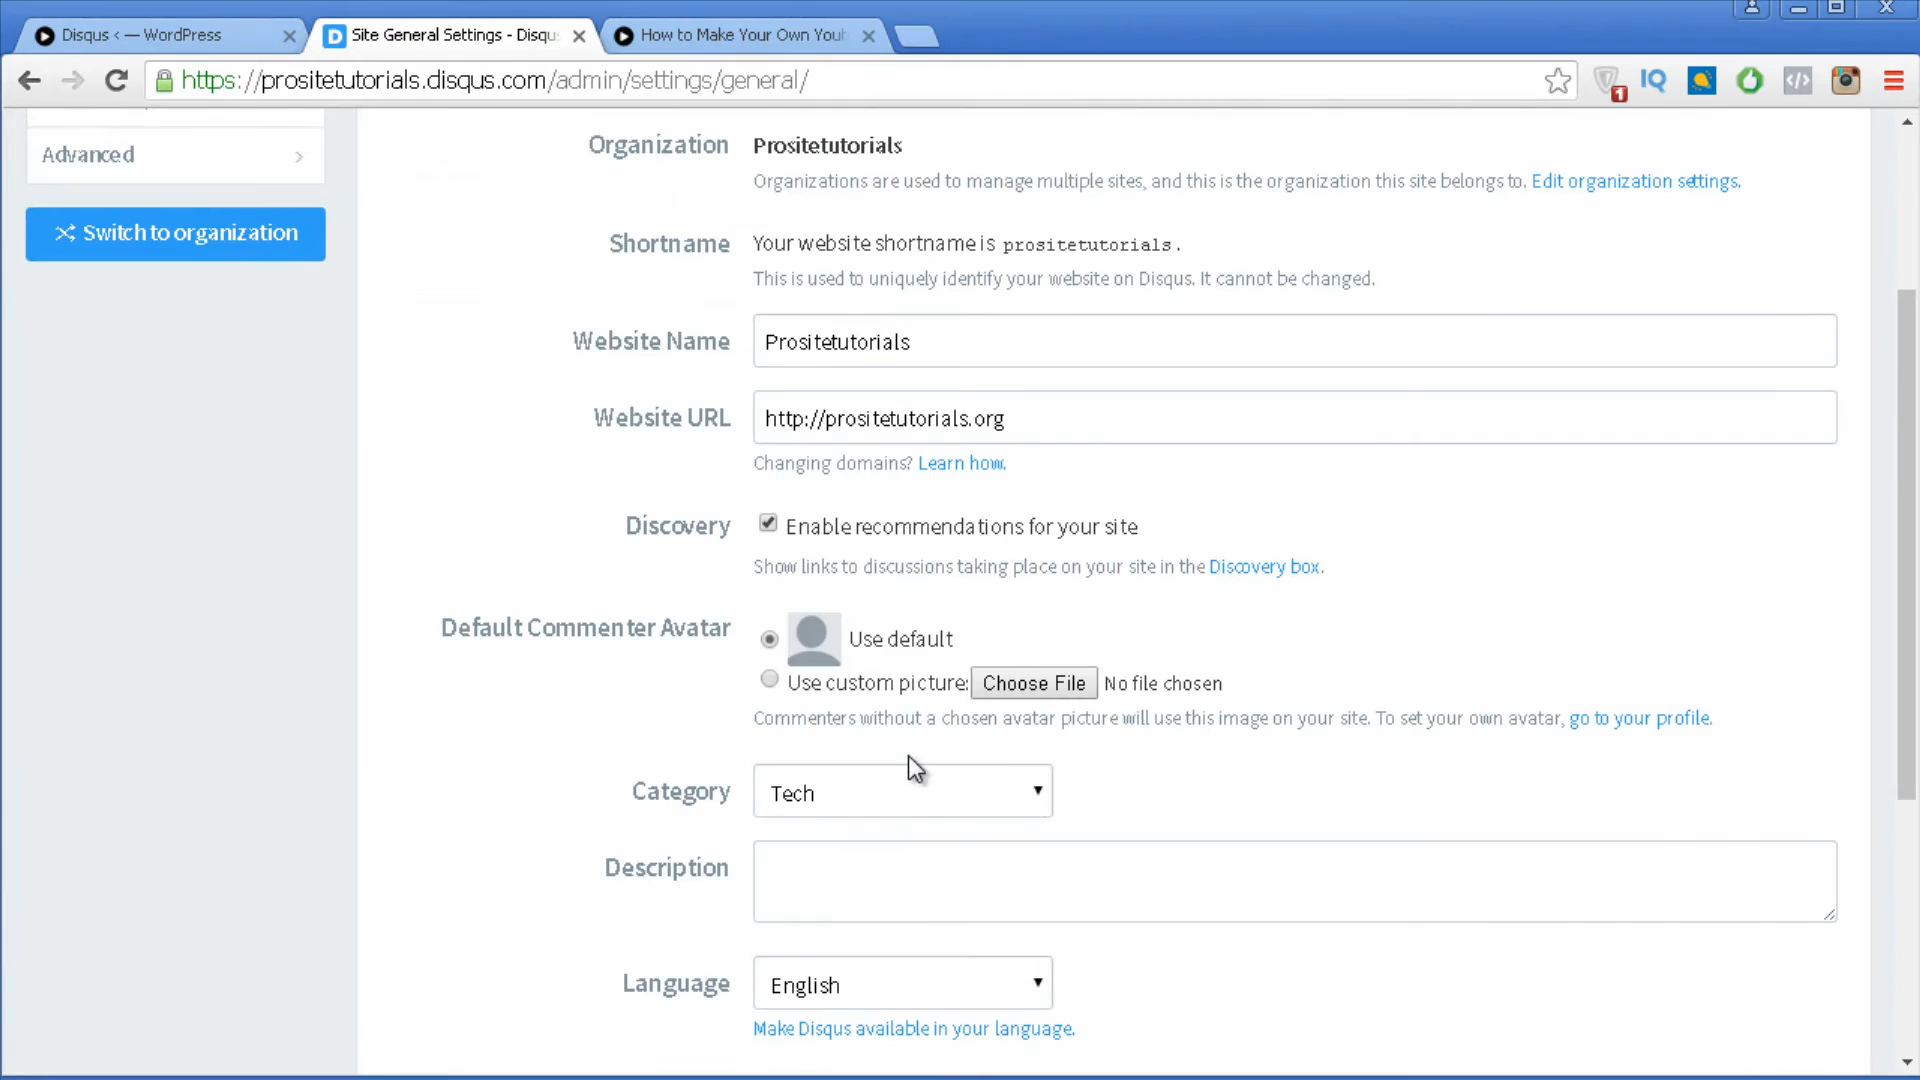 Disqus < — WordPress
Site General Settings - Disqu
How to Make Your Own Yout
https://prositetutorials.disqus.com/admin/settings/general/
1
IQ
Advanced
Switch to organization
Organization
Prositetutorials
Organizations are used to manage multiple sites, and this is the organization this site belongs to. Edit organization settings.
Shortname
Your website shortname is prositetutorials.
This is used to uniquely identify your website on Disqus. It cannot be changed.
Website Name
Prositetutorials
Website URL
http://prositetutorials.org
Changing domains? Learn how.
Discovery
Enable recommendations for your site
Show links to discussions taking place on your site in the Discovery box.
Default Commenter Avatar
Use default
Use custom picture: Choose File No file chosen
Commenters without a chosen avatar picture will use this image on your site. To set your own avatar, go to your profile.
Category
Tech
Description
Language
English
Make Disqus available in your language.